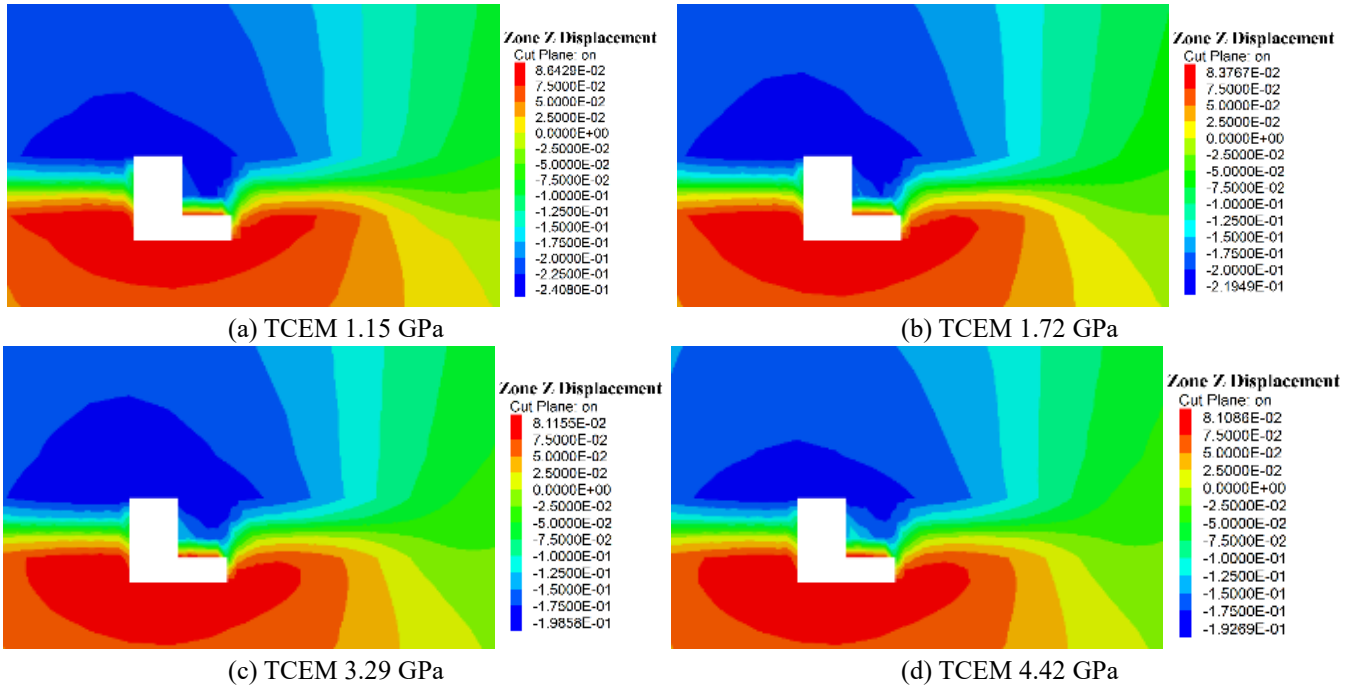 Zone Z Displacement
Cut Plane: on
8.6429E-02
7.5000E-02
5.0000E-02
2.5000E-02
0.0000E+00
-2.5000E-02
-5.0000E-02
-7.5000E-02
-1.0000E-01
-1.2500E-01
-1.5000E-01
-1.7500E-01
-2.0000E-01
-2.2500E-01
-2.4080E-01
(a) TCEM 1.15 GPa
Zone Z Displacement
Cut Plane: on
8.3767E-02
7.5000E-02
5.0000E-02
2.5000E-02
0.0000E+00
-2.5000E-02
-5.0000E-02
-7.5000E-02
-1.0000E-01
-1.2500E-01
-1.5000E-01
-1.7500E-01
-2.0000E-01
-2.1949E-01
(b) TCEM 1.72 GPa
Zone Z Displacement
Cut Plane: on
8.1155E-02
7.5000E-02
5.0000E-02
2.5000E-02
0.0000E+00
-2.5000E-02
-5.0000E-02
-7.5000E-02
-1.0000E-01
-1.2500E-01
-1.5000E-01
-1.7500E-01
-1.9858E-01
(c) TCEM 3.29 GPa
Zone Z Displacement
Cut Plane: on
8.1086E-02
7.5000E-02
5.0000E-02
2.5000E-02
0.0000E+00
-2.5000E-02
-5.0000E-02
-7.5000E-02
-1.0000E-01
-1.2500E-01
-1.5000E-01
-1.7500E-01
-1.9269E-01
(d) TCEM 4.42 GPa